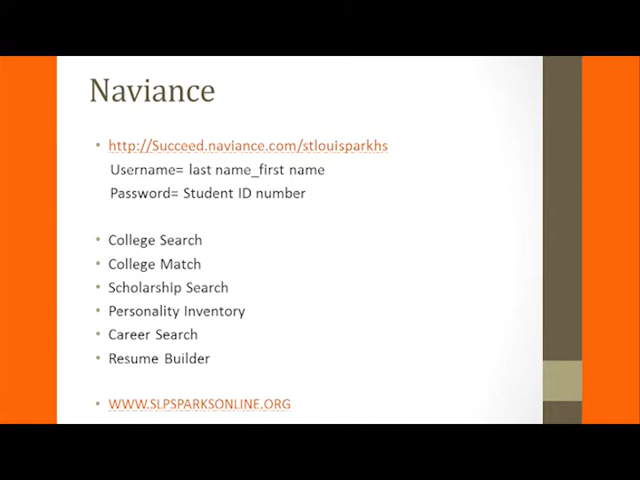 Naviance
• http://Succeed.naviance.com/stlouisparkhs
Username= last name_first name
Password= Student ID number
• College Search
• College Match
• Scholarship Search
• Personality Inventory
• Career Search
• Resume Builder
• WWW.SLPSPARKSONLINE.ORG